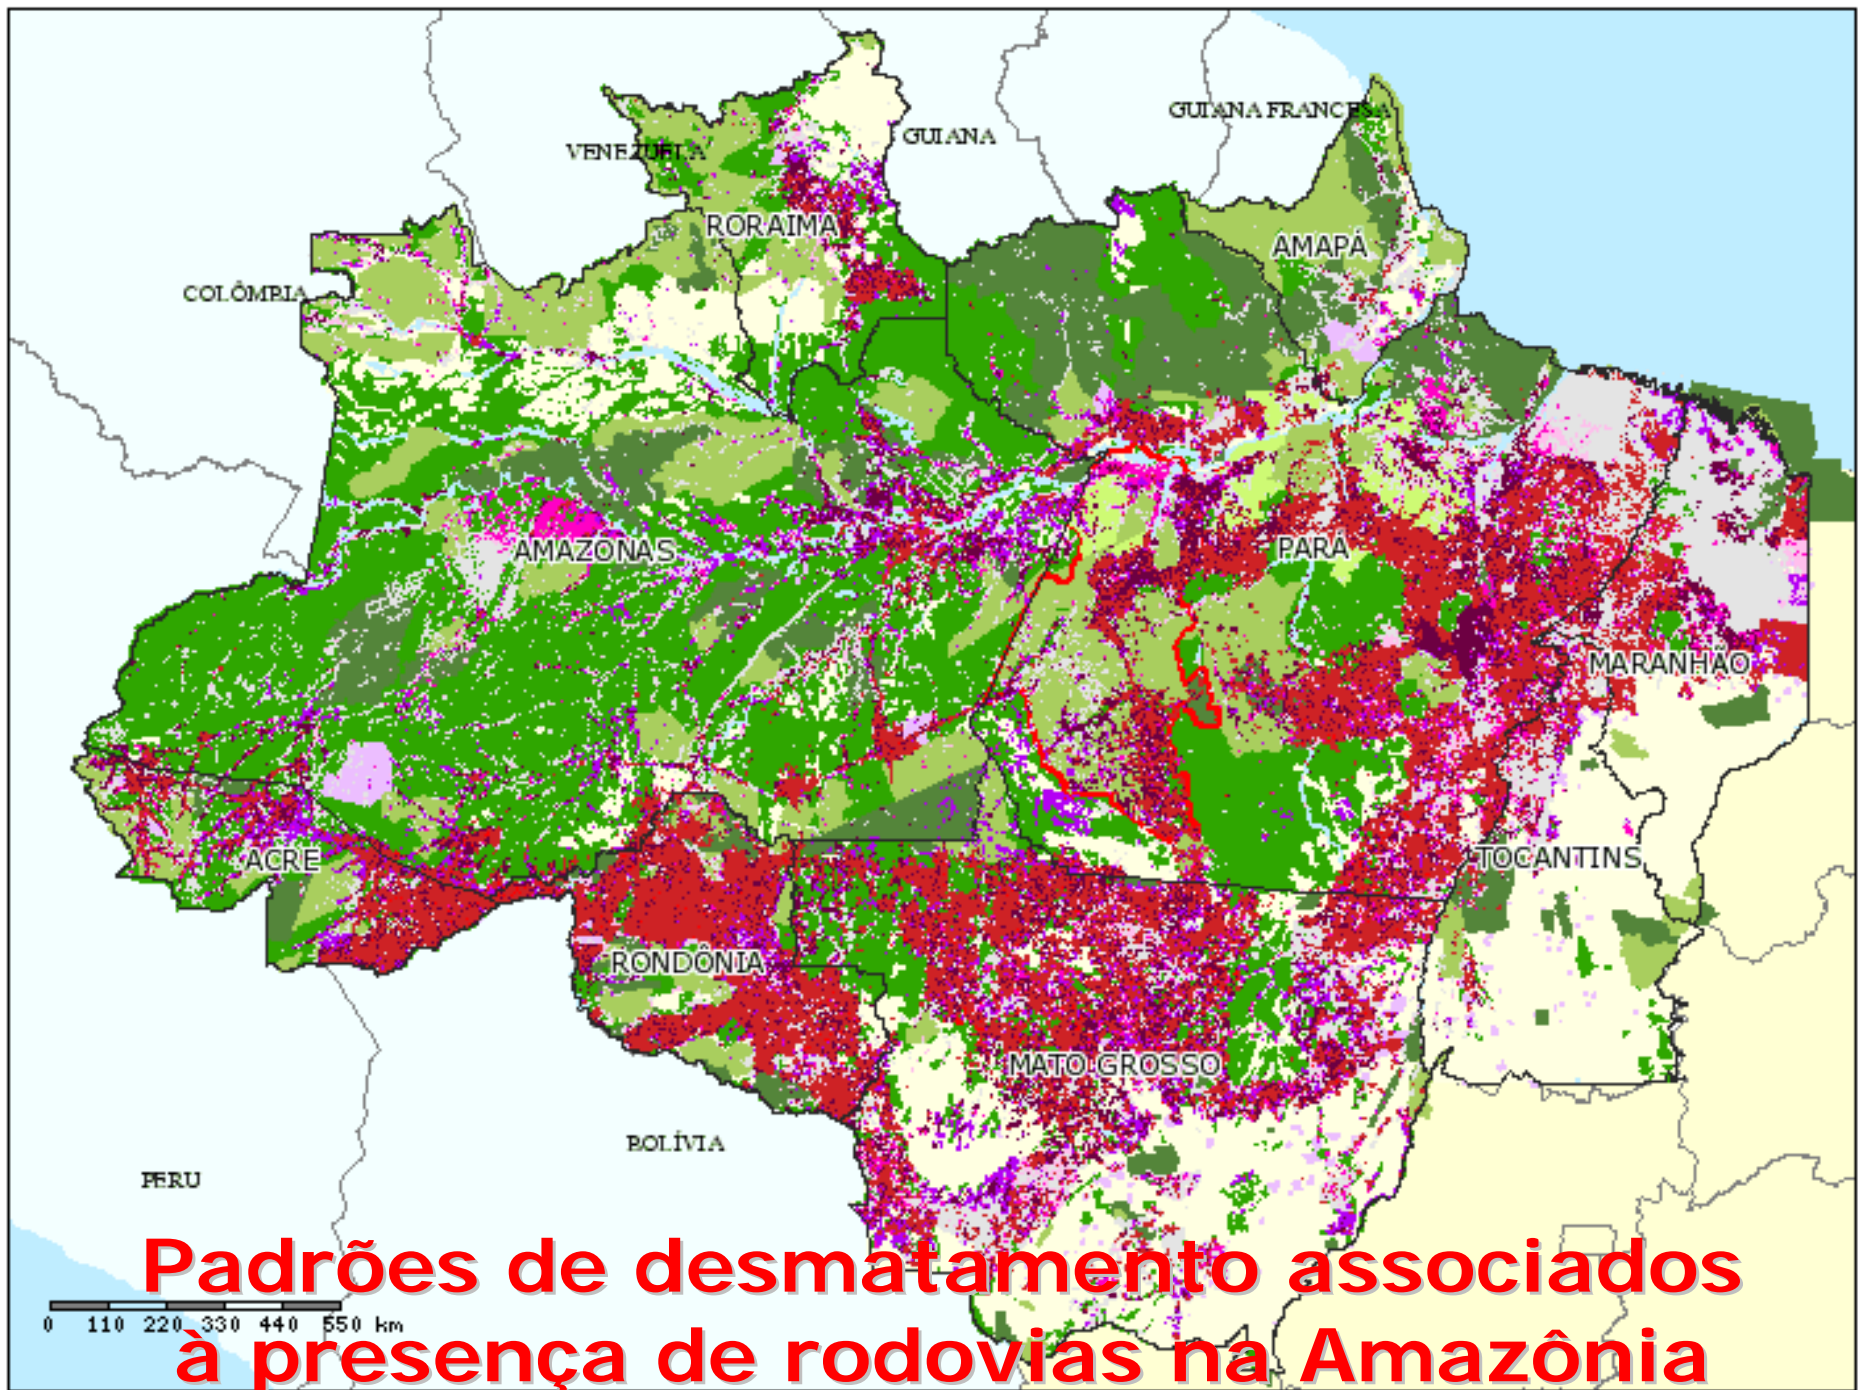 GUIANA FRANCESA
GUIANA
VENEZUELA
RORAIMA
AMAPÁ
COLÔMBIA
AMAZONAS
PARÁ
MARANHÃO
ACRE
TOCANTINS
RONDÔNIA
MATO GROSSO
BOLÍVIA
PERU
Padrões de desmatamento associados
0 110 220 330 440 550 km
à presença de rodovias na Amazônia